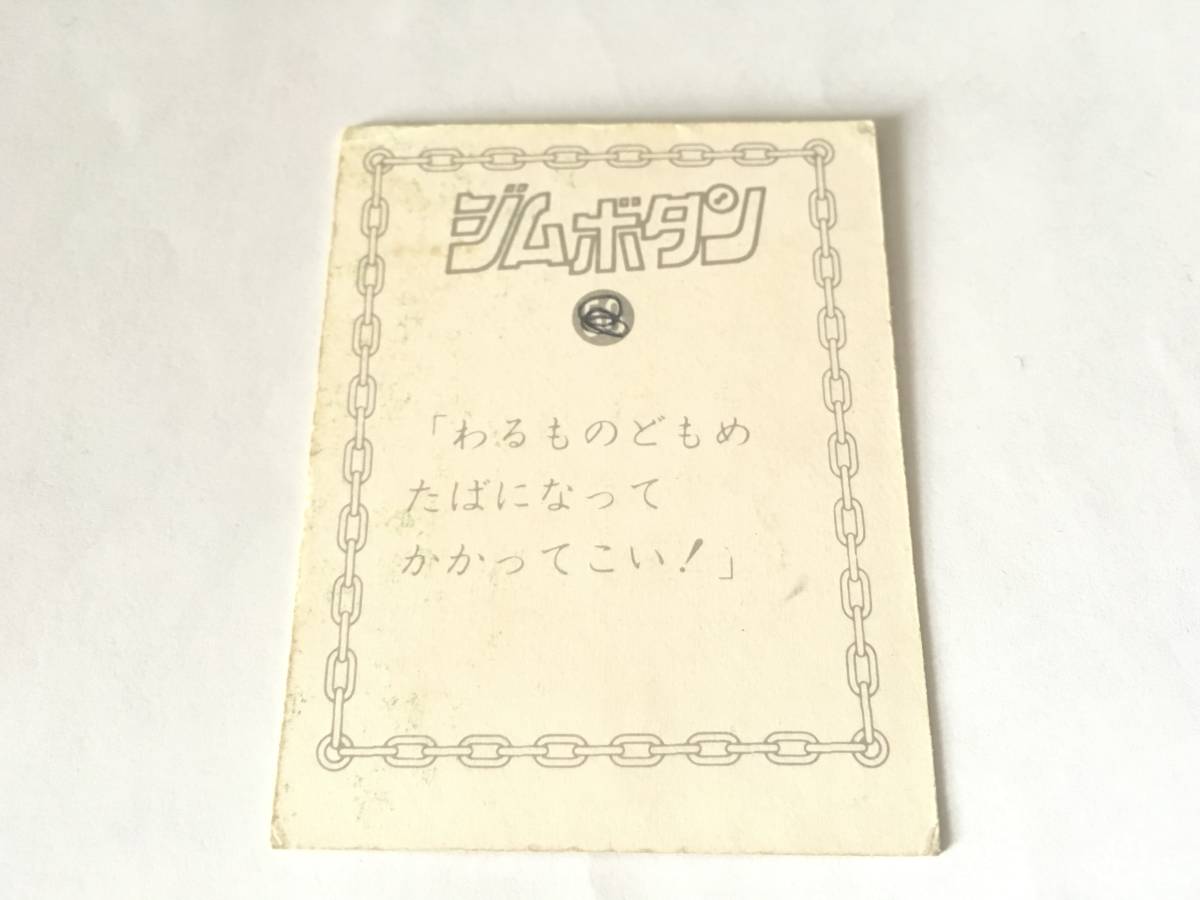 ジムボタン
「わるものどもめ
たばになって
かかってこい！」